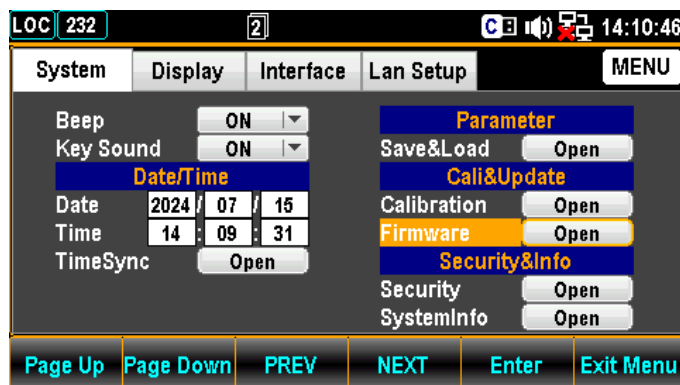 LOC 232 2 C 14:10:46
System Display Interface Lan Setup MENU
Beep ON
Key Sound ON
Date/Time
Date 2024 / 07 / 15
Time 14 : 09 : 31
TimeSync Open
Parameter
Save&Load Open
Cali&Update
Calibration Open
Firmware Open
Security&Info
Security Open
SystemInfo Open
Page Up Page Down PREV NEXT Enter Exit Menu